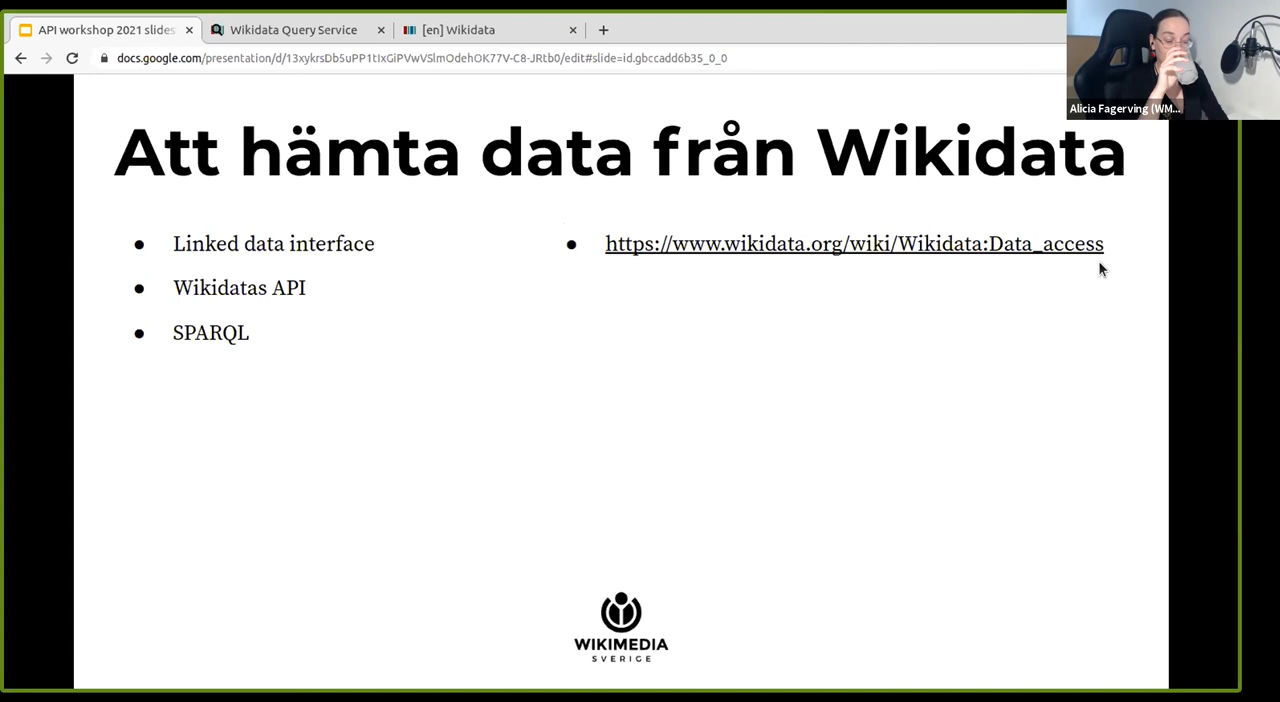 API workshop 2021 slides
Wikidata Query Service
[en] Wikidata
docs.google.com/presentation/d/13xykrsDb5uPP1tIxGiPVwVSlmOdehOK77V-C8-JRtb0/edit#slide=id.gbccadd6b35_0_0
Alicia Fagerving (WM...
Att hämta data från Wikidata
Linked data interface
Wikidatas API
SPARQL
https://www.wikidata.org/wiki/Wikidata:Data_access
WIKIMEDIA
SVERIGE